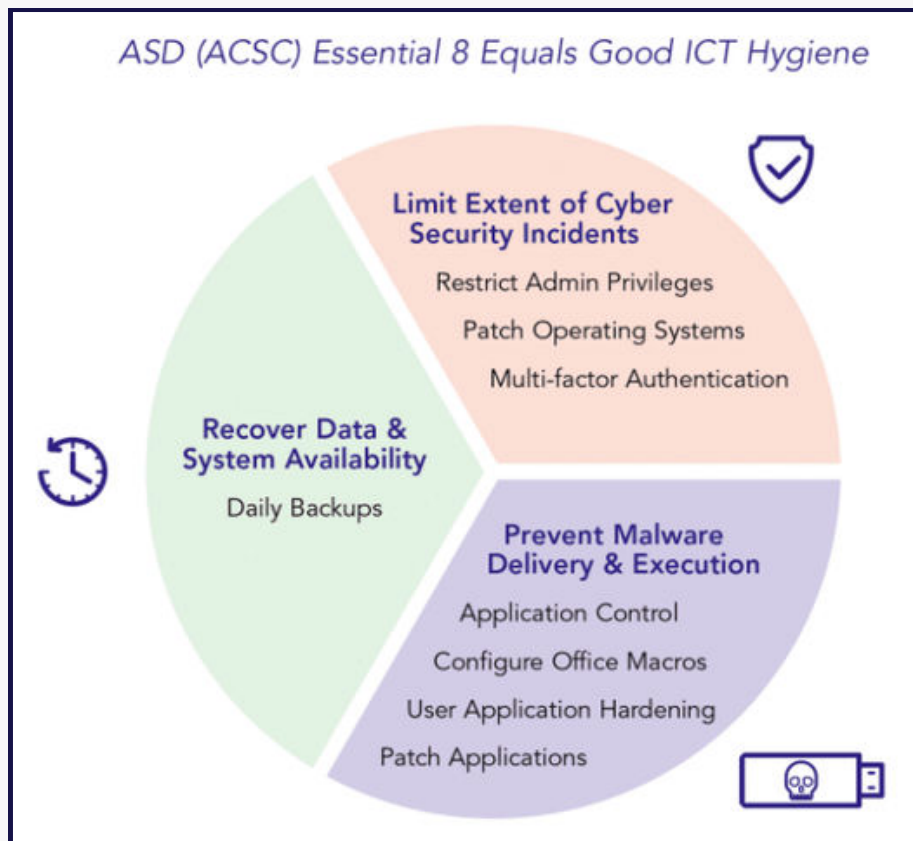 ASD (ACSC) Essential 8 Equals Good ICT Hygiene
Limit Extent of Cyber
Security Incidents
Restrict Admin Privileges
Patch Operating Systems
Multi-factor Authentication
Recover Data &
System Availability
Daily Backups
Prevent Malware
Delivery & Execution
Application Control
Configure Office Macros
User Application Hardening
Patch Applications